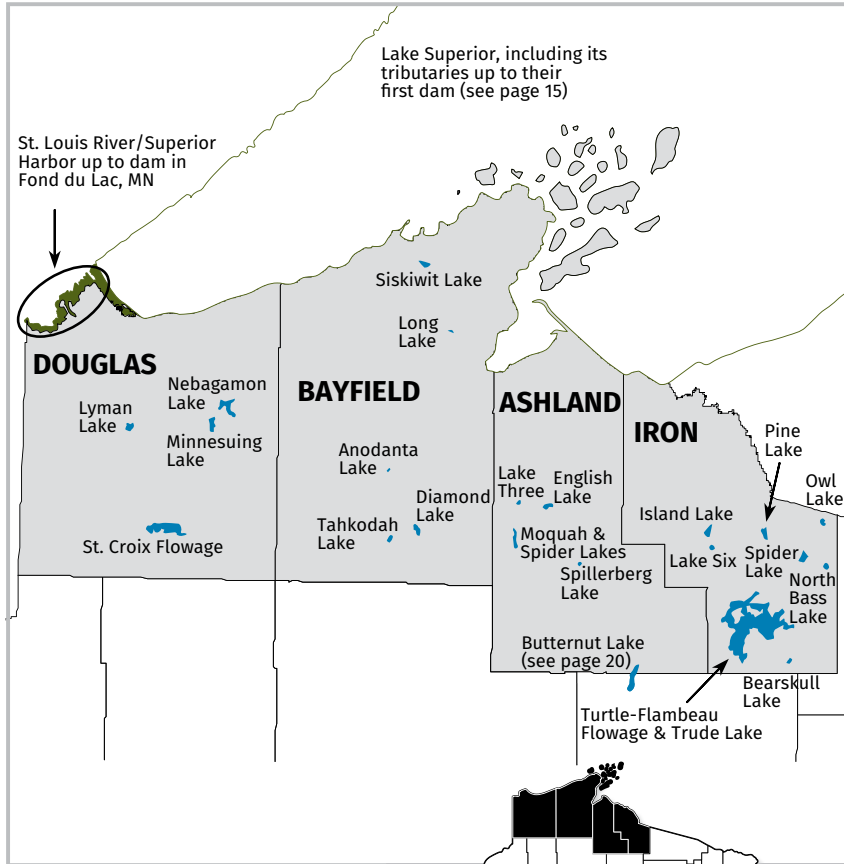 Lake Superior, including its
tributaries up to their
first dam (see page 15)
St. Louis River/Superior
Harbor up to dam in
Fond du Lac, MN
Siskiwit Lake
Long
Lake
DOUGLAS
BAYFIELD
ASHLAND
IRON
Nebagamon
Lake
Lyman
Lake
Minnesuing
Lake
St. Croix Flowage
Anodanta
Lake
Diamond
Lake
Tahkodah
Lake
Lake
Three
English
Lake
Moquah &
Spider Lakes
Spillerberg
Lake
Butternut Lake
(see page 20)
Pine
Lake
Owl
Lake
Island Lake
Lake Six
Spider
Lake
North
Bass
Lake
Bearskull
Lake
Turtle-Flambeau
Flowage & Trude Lake